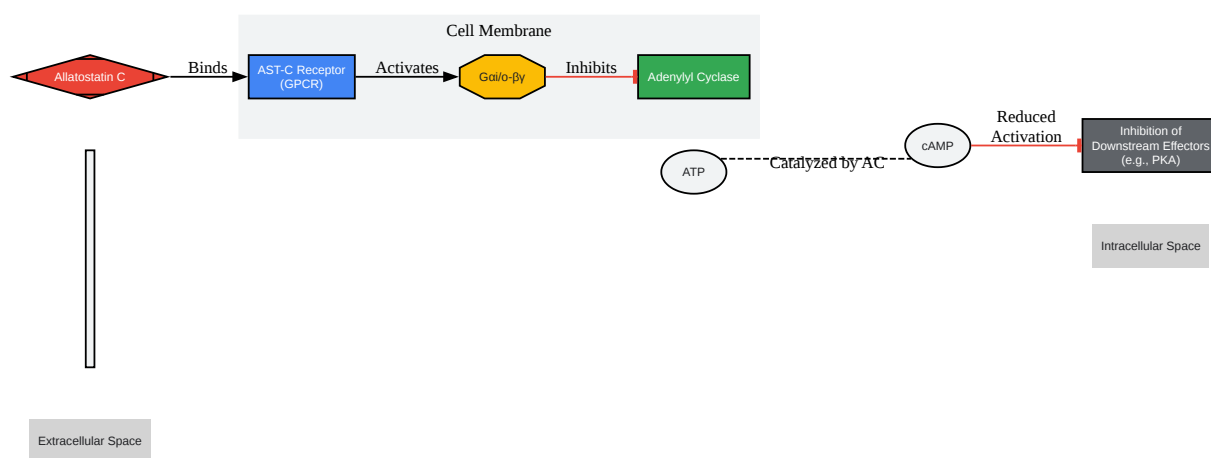 Cell Membrane
Allatostatin C
Binds
AST-C Receptor
(GPCR)
Activates
Gαi/o-βγ
Inhibits
Adenylyl Cyclase
ATP
Catalyzed by AC
cAMP
Reduced
Activation
Inhibition of
Downstream Effectors
(e.g., PKA)
Intracellular Space
Extracellular Space